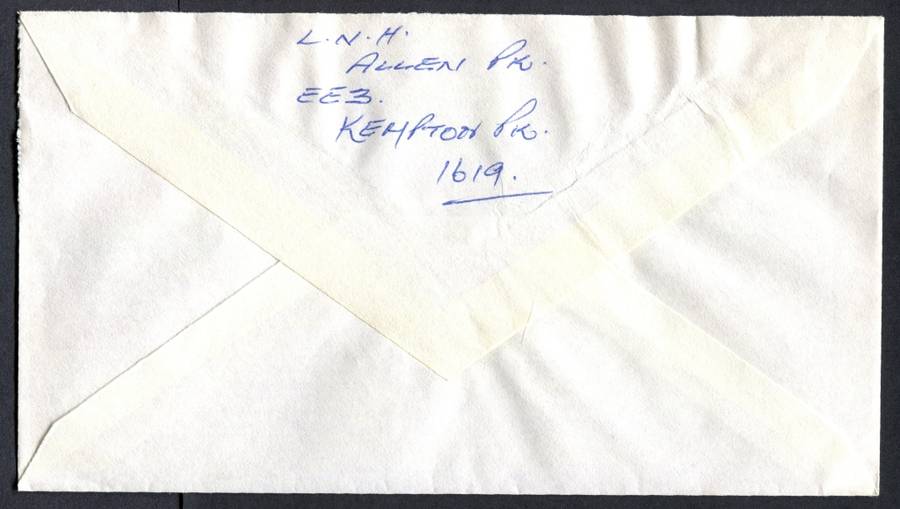 L.N.H.
ALLEN PK.
EE3.
KEMPTON PK.
1619.